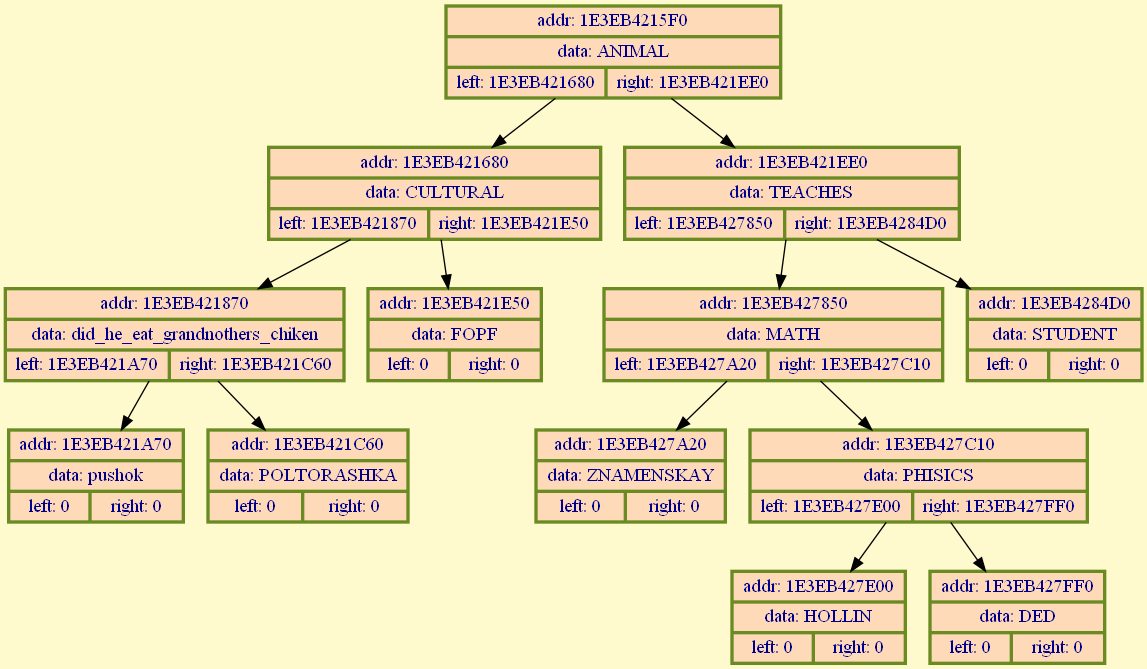 addr: 1E3EB4215F0
data: ANIMAL
left: 1E3EB421680 right: 1E3EB421EE0
addr: 1E3EB421680
data: CULTURAL
left: 1E3EB421870 right: 1E3EB421E50
addr: 1E3EB421EE0
data: TEACHES
left: 1E3EB427850 right: 1E3EB4284D0
addr: 1E3EB421870
data: did_he_eat_grandnothers_chiken
left: 1E3EB421A70 right: 1E3EB421C60
addr: 1E3EB421E50
data: FOPF
left: 0 right: 0
addr: 1E3EB427850
data: MATH
left: 1E3EB427A20 right: 1E3EB427C10
addr: 1E3EB4284D0
data: STUDENT
left: 0 right: 0
addr: 1E3EB421A70
data: pushok
left: 0 right: 0
addr: 1E3EB421C60
data: POLTORASHKA
left: 0 right: 0
addr: 1E3EB427A20
data: ZNAMENSKAY
left: 0 right: 0
addr: 1E3EB427C10
data: PHISICS
left: 1E3EB427E00 right: 1E3EB427FF0
addr: 1E3EB427E00
data: HOLLIN
left: 0 right: 0
addr: 1E3EB427FF0
data: DED
left: 0 right: 0